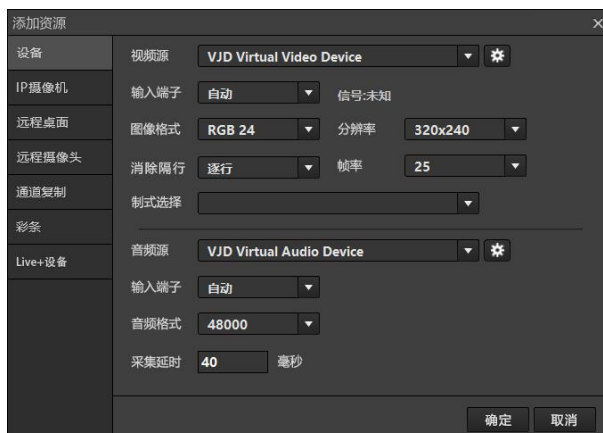 添加资源
设备
IP摄像机
远程桌面
远程摄像头
通道复制
彩条
Live+设备
视频源 VJD Virtual Video Device
输入端子 自动 信号:未知
图像格式 RGB 24 分辨率 320x240
消除隔行 逐行 帧率 25
制式选择
音频源 VJD Virtual Audio Device
输入端子 自动
音频格式 48000
采集延时 40 毫秒
确定 取消